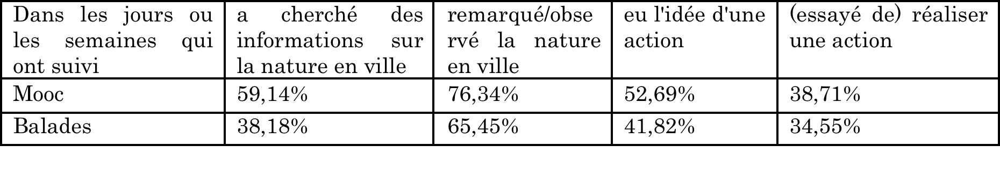 Dans les jours ou les semaines qui ont suivi | a cherché des informations sur la nature en ville | remarqué/observé la nature en ville | eu l'idée d'une action | (essayé de) réaliser une action
Mooc | 59,14% | 76,34% | 52,69% | 38,71%
Balades | 38,18% | 65,45% | 41,82% | 34,55%